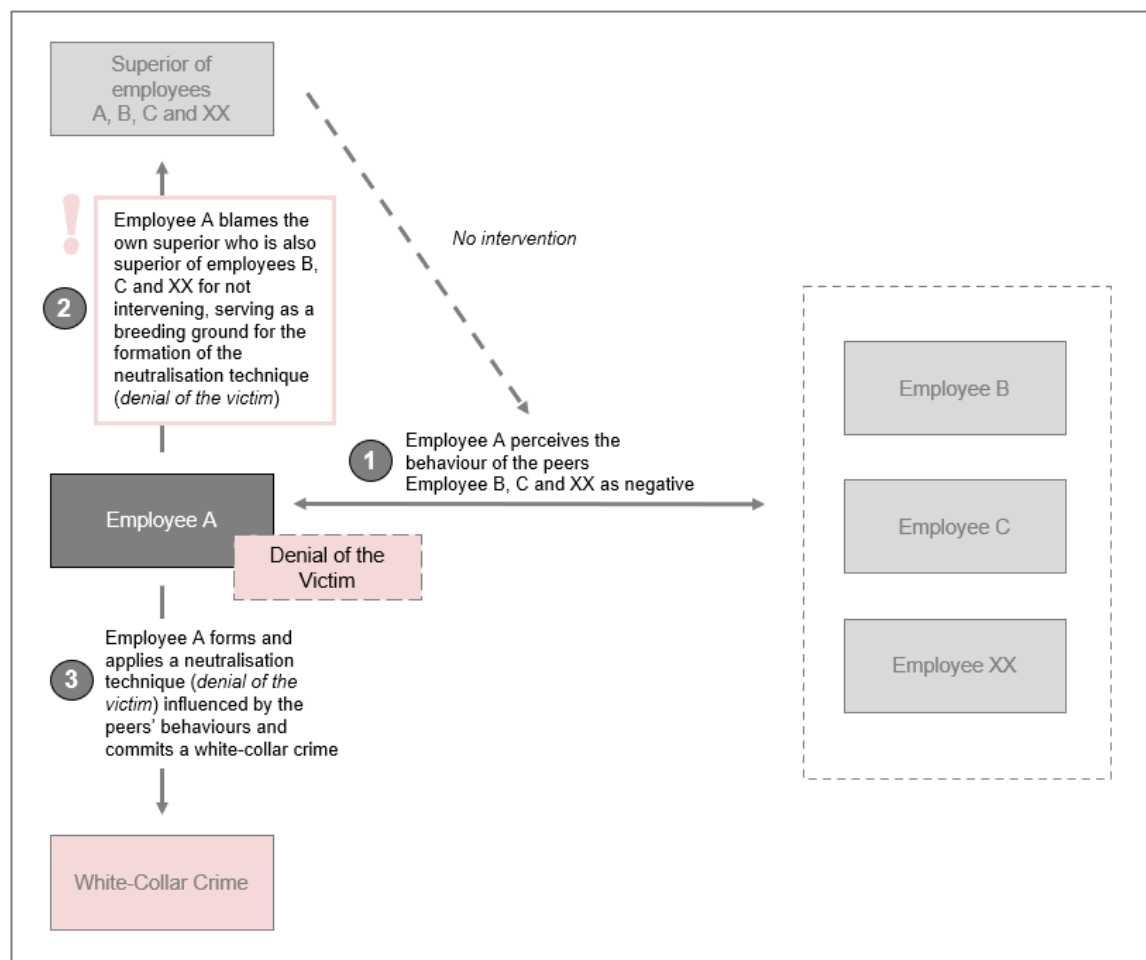 Superior of
employees
A, B, C and XX
!
No intervention
2
Employee A blames the
own superior who is also
superior of employees B,
C and XX for not
intervening, serving as a
breeding ground for the
formation of the
neutralisation technique
(denial of the victim)
1
Employee A perceives the
behaviour of the peers
Employee B, C and XX as negative
Employee B
Employee C
Employee XX
Employee A
Denial of the
Victim
3
Employee A forms and
applies a neutralisation
technique (denial of the
victim) influenced by the
peers’ behaviours and
commits a white-collar crime
White-Collar Crime